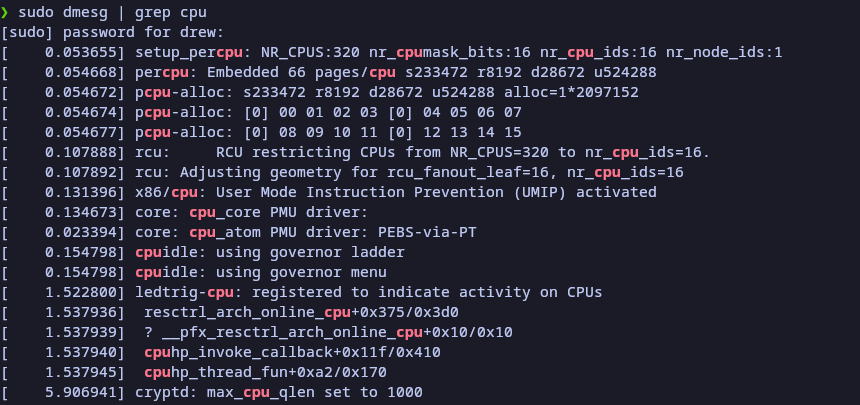 ❯ sudo dmesg | grep cpu
[sudo] password for drew:
[    0.053655] setup_percpu: NR_CPUS:320 nr_cpumask_bits:16 nr_cpu_ids:16 nr_node_ids:1
[    0.054668] percpu: Embedded 66 pages/cpu s233472 r8192 d28672 u524288
[    0.054672] pcpu-alloc: s233472 r8192 d28672 u524288 alloc=1*2097152
[    0.054674] pcpu-alloc: [0] 00 01 02 03 [0] 04 05 06 07
[    0.054677] pcpu-alloc: [0] 08 09 10 11 [0] 12 13 14 15
[    0.107888] rcu:     RCU restricting CPUs from NR_CPUS=320 to nr_cpu_ids=16.
[    0.107892] rcu: Adjusting geometry for rcu_fanout_leaf=16, nr_cpu_ids=16
[    0.131396] x86/cpu: User Mode Instruction Prevention (UMIP) activated
[    0.134673] core: cpu_core PMU driver:
[    0.023394] core: cpu_atom PMU driver: PEBS-via-PT
[    0.154798] cpuidle: using governor ladder
[    0.154798] cpuidle: using governor menu
[    1.522800] ledtrig-cpu: registered to indicate activity on CPUs
[    1.537936]  resctrl_arch_online_cpu+0x375/0x3d0
[    1.537939]  ? __pfx_resctrl_arch_online_cpu+0x10/0x10
[    1.537940]  cpuhp_invoke_callback+0x11f/0x410
[    1.537945]  cpuhp_thread_fun+0xa2/0x170
[    5.906941] cryptd: max_cpu_qlen set to 1000